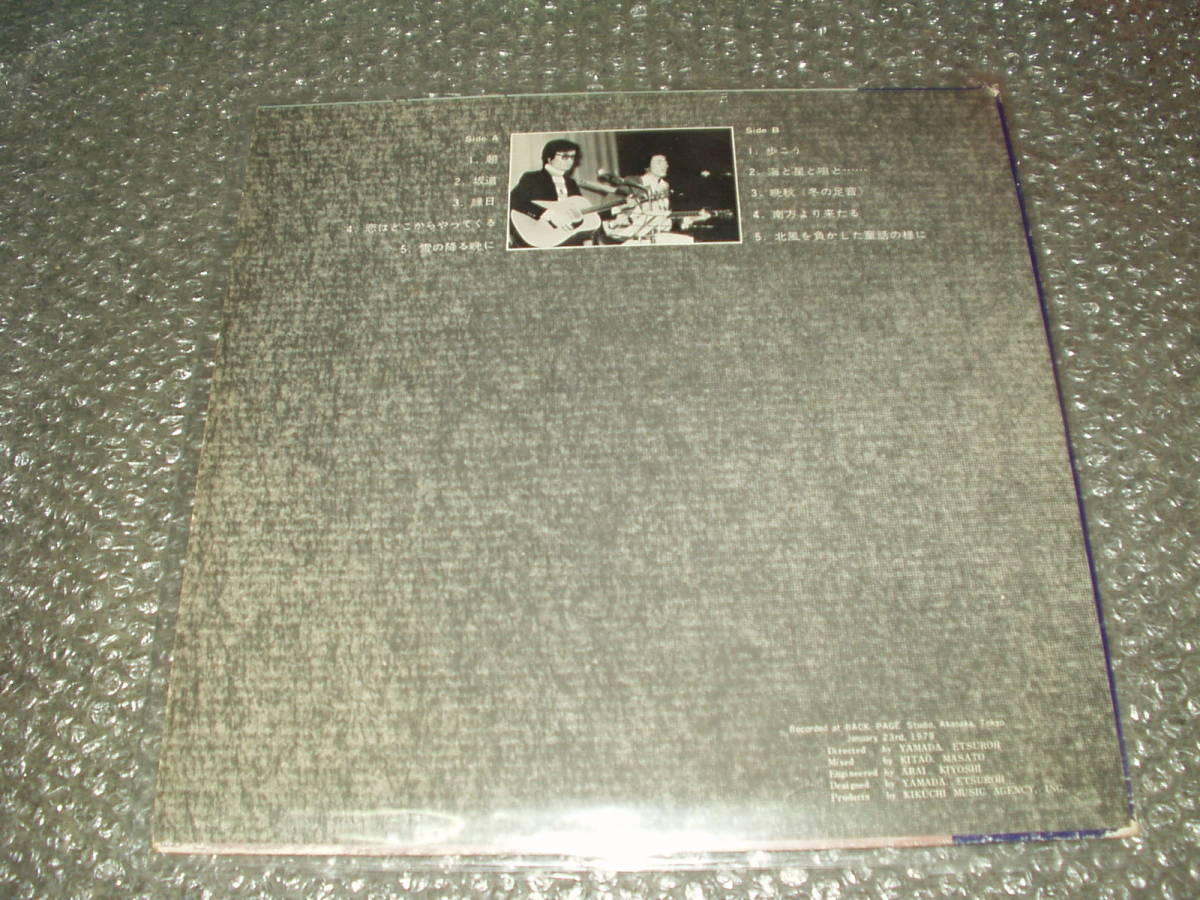 Side A
1. 朝
2. 坂道
3. 縁日
4. 恋はどこからやってくる
5. 雪の降る晩に
Side B
1. 歩こう
2. 海と星と唄と……
3. 晩秋（冬の足音）
4. 南方より来たる
5. 北風を負かした童話の様に
Recorded at BACK PAGE Studio, Akasaka, Tokyo
January 23rd, 1979
Directed by YAMADA ETSUROH
Mixed by KITAO MASATO
Engineered by ARAI KIYOSHI
Designed by YAMADA ETSUROH
Products by KIKUCHI MUSIC AGENCY, INC.